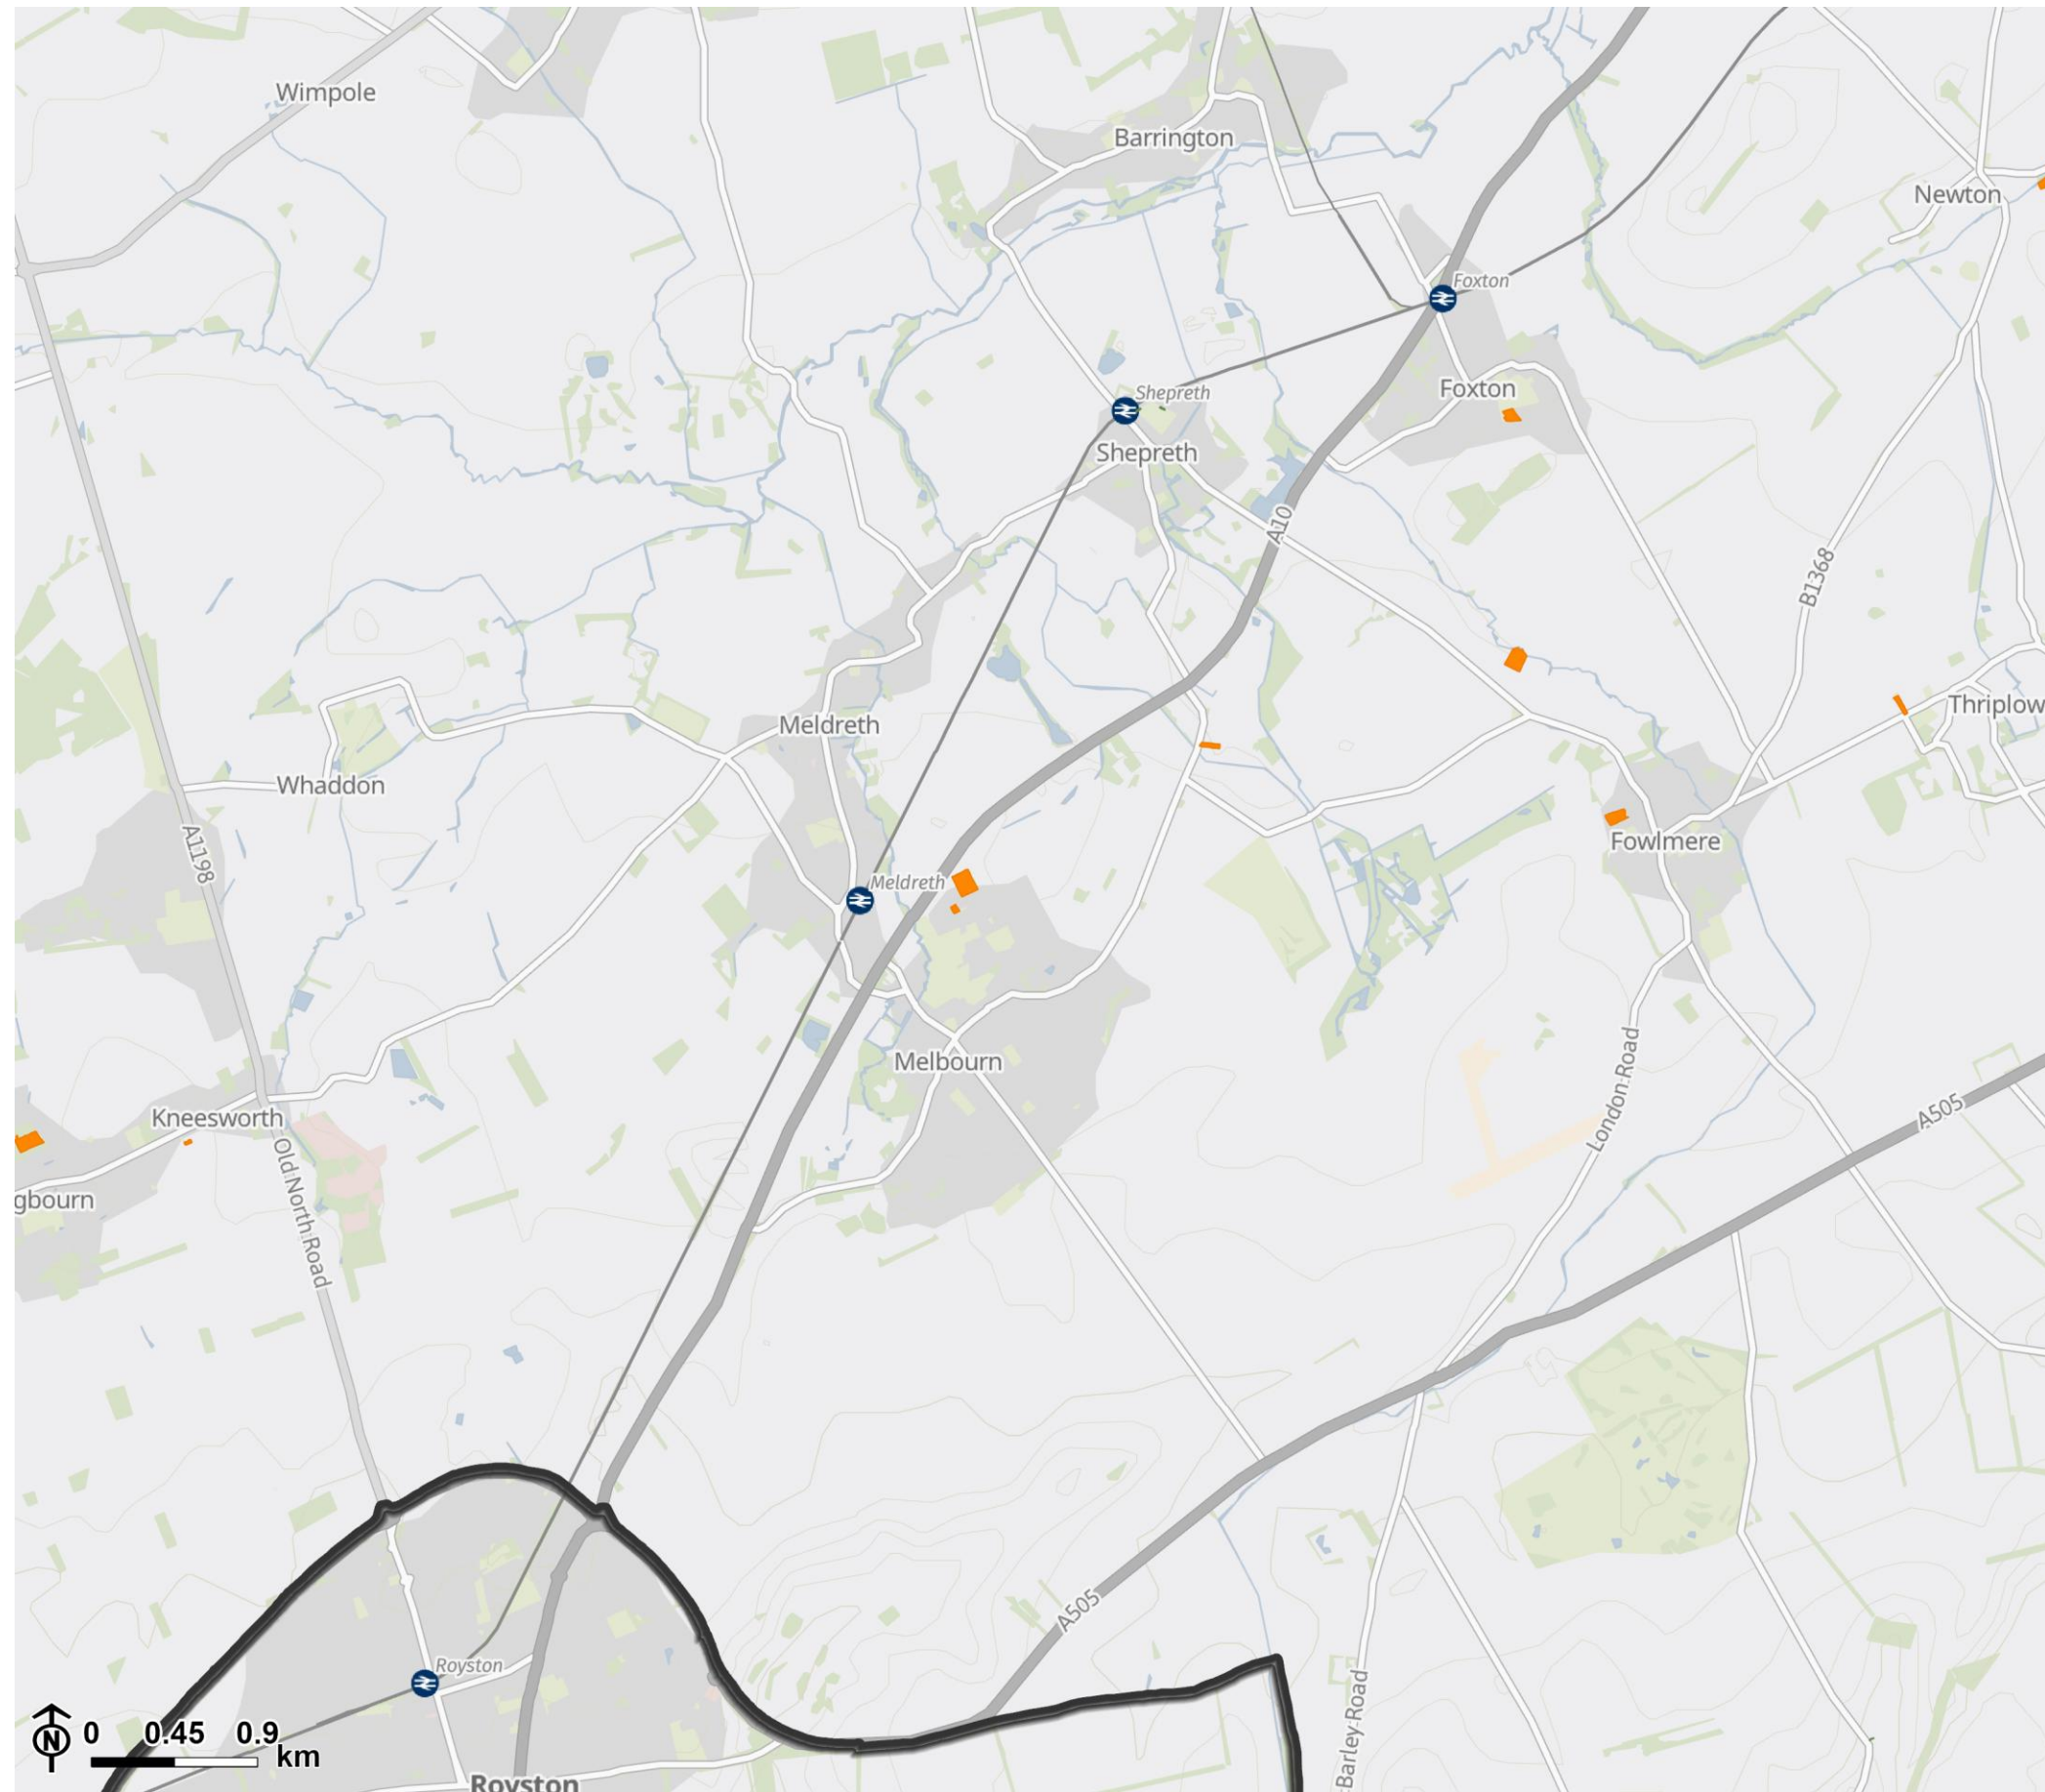 Wimpole
Barrington
Newton
Foxton
Foxton
Shepreth
Shepreth
A10
B1368
Meldreth
Thriplow
Whaddon
A1198
Fowlmere
Meldreth
London Road
Melbourn
Kneesworth
A505
gbourn
Old North Road
A505
Royston
Barley Road
N
0 0.45 0.9
km
Royston